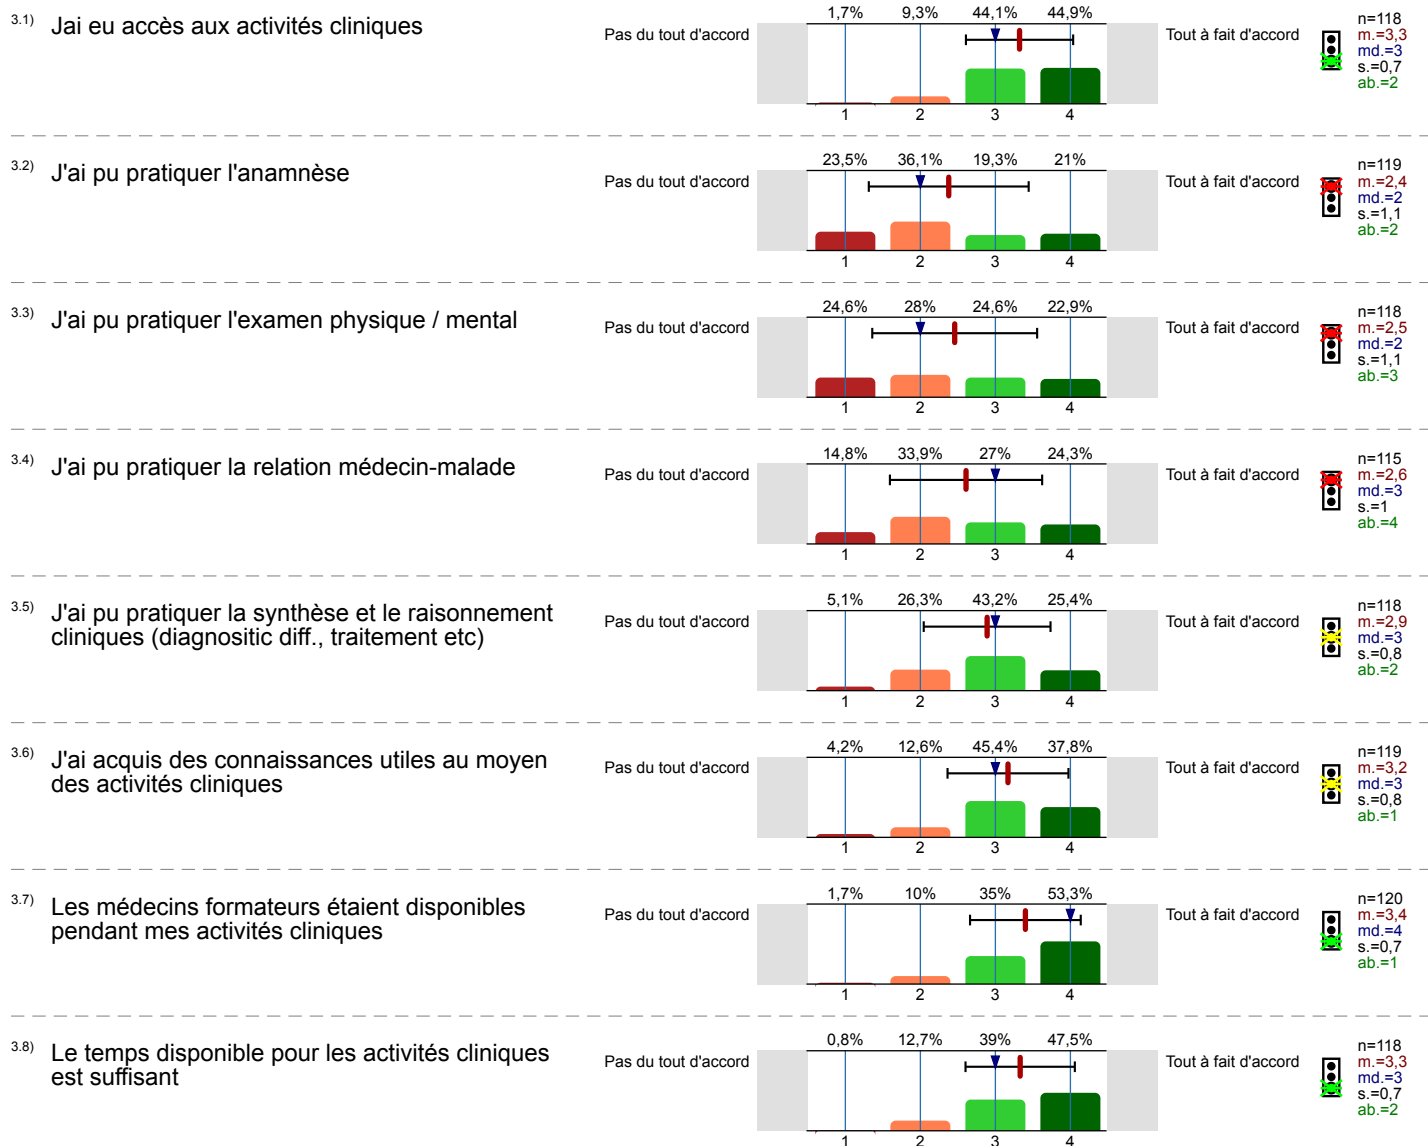 3.1) Jai eu accès aux activités cliniques
Pas du tout d'accord
1,7% 9,3% 44,1% 44,9%
1 2 3 4
Tout à fait d'accord
n=118
m.=3,3
md.=3
s.=0,7
ab.=2
3.2) J'ai pu pratiquer l'anamnèse
Pas du tout d'accord
23,5% 36,1% 19,3% 21%
1 2 3 4
Tout à fait d'accord
n=119
m.=2,4
md.=2
s.=1,1
ab.=2
3.3) J'ai pu pratiquer l'examen physique / mental
Pas du tout d'accord
24,6% 28% 24,6% 22,9%
1 2 3 4
Tout à fait d'accord
n=118
m.=2,5
md.=2
s.=1,1
ab.=3
3.4) J'ai pu pratiquer la relation médecin-malade
Pas du tout d'accord
14,8% 33,9% 27% 24,3%
1 2 3 4
Tout à fait d'accord
n=115
m.=2,6
md.=3
s.=1
ab.=4
3.5) J'ai pu pratiquer la synthèse et le raisonnement
cliniques (diagnositic diff., traitement etc)
Pas du tout d'accord
5,1% 26,3% 43,2% 25,4%
1 2 3 4
Tout à fait d'accord
n=118
m.=2,9
md.=3
s.=0,8
ab.=2
3.6) J'ai acquis des connaissances utiles au moyen
des activités cliniques
Pas du tout d'accord
4,2% 12,6% 45,4% 37,8%
1 2 3 4
Tout à fait d'accord
n=119
m.=3,2
md.=3
s.=0,8
ab.=1
3.7) Les médecins formateurs étaient disponibles
pendant mes activités cliniques
Pas du tout d'accord
1,7% 10% 35% 53,3%
1 2 3 4
Tout à fait d'accord
n=120
m.=3,4
md.=4
s.=0,7
ab.=1
3.8) Le temps disponible pour les activités cliniques
est suffisant
Pas du tout d'accord
0,8% 12,7% 39% 47,5%
1 2 3 4
Tout à fait d'accord
n=118
m.=3,3
md.=3
s.=0,7
ab.=2